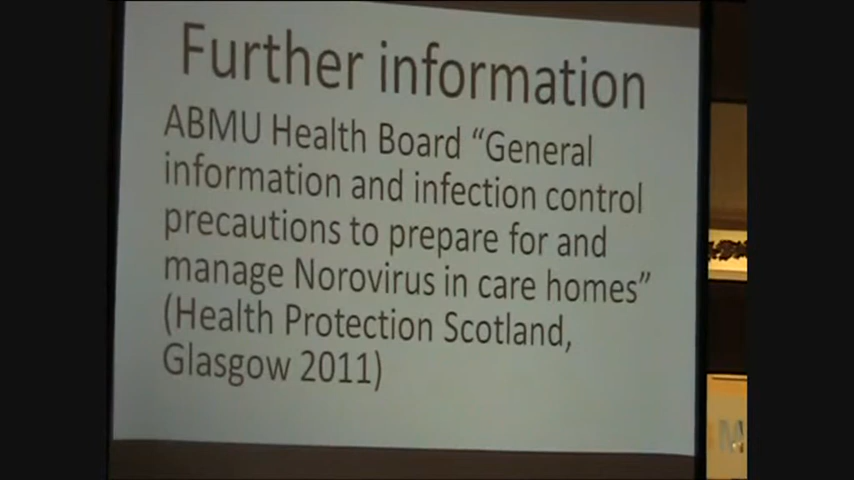 Further information
ABMU Health Board “General
information and infection control
precautions to prepare for and
manage Norovirus in care homes”
(Health Protection Scotland,
Glasgow 2011)